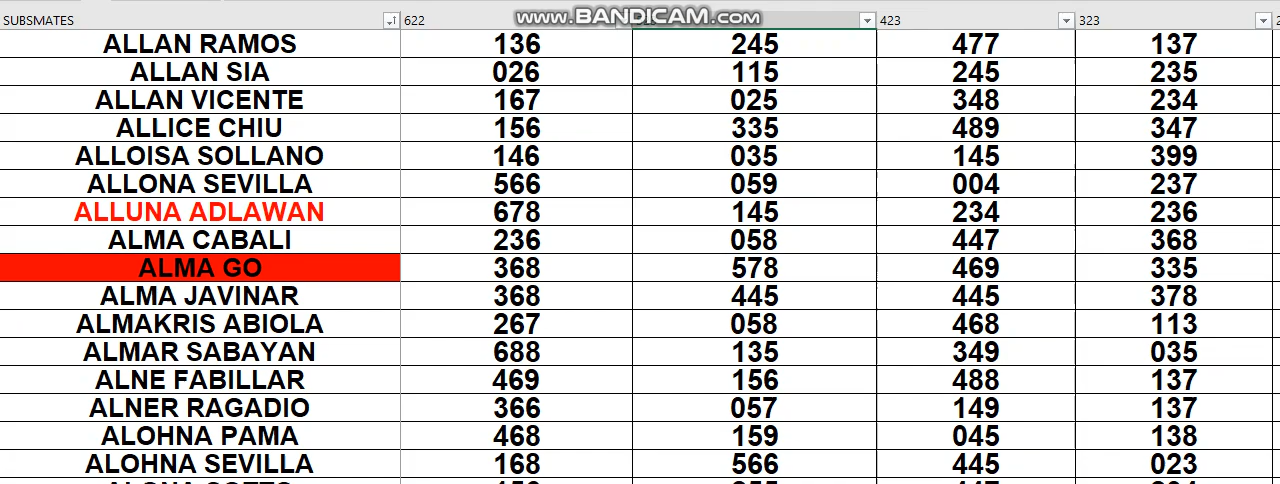 www.BANDICAM.com
SUBSMATES 622 423 323
ALLAN RAMOS 136 245 477 137
ALLAN SIA 026 115 245 235
ALLAN VICENTE 167 025 348 234
ALLICE CHIU 156 335 489 347
ALLOISA SOLLANO 146 035 145 399
ALLONA SEVILLA 566 059 004 237
ALLUNA ADLAWAN 678 145 234 236
ALMA CABALI 236 058 447 368
ALMA GO 368 578 469 335
ALMA JAVINAR 368 445 445 378
ALMAKRIS ABIOLA 267 058 468 113
ALMAR SABAYAN 688 135 349 035
ALNE FABILLAR 469 156 488 137
ALNER RAGADIO 366 057 149 137
ALOHNA PAMA 468 159 045 138
ALOHNA SEVILLA 168 566 445 023